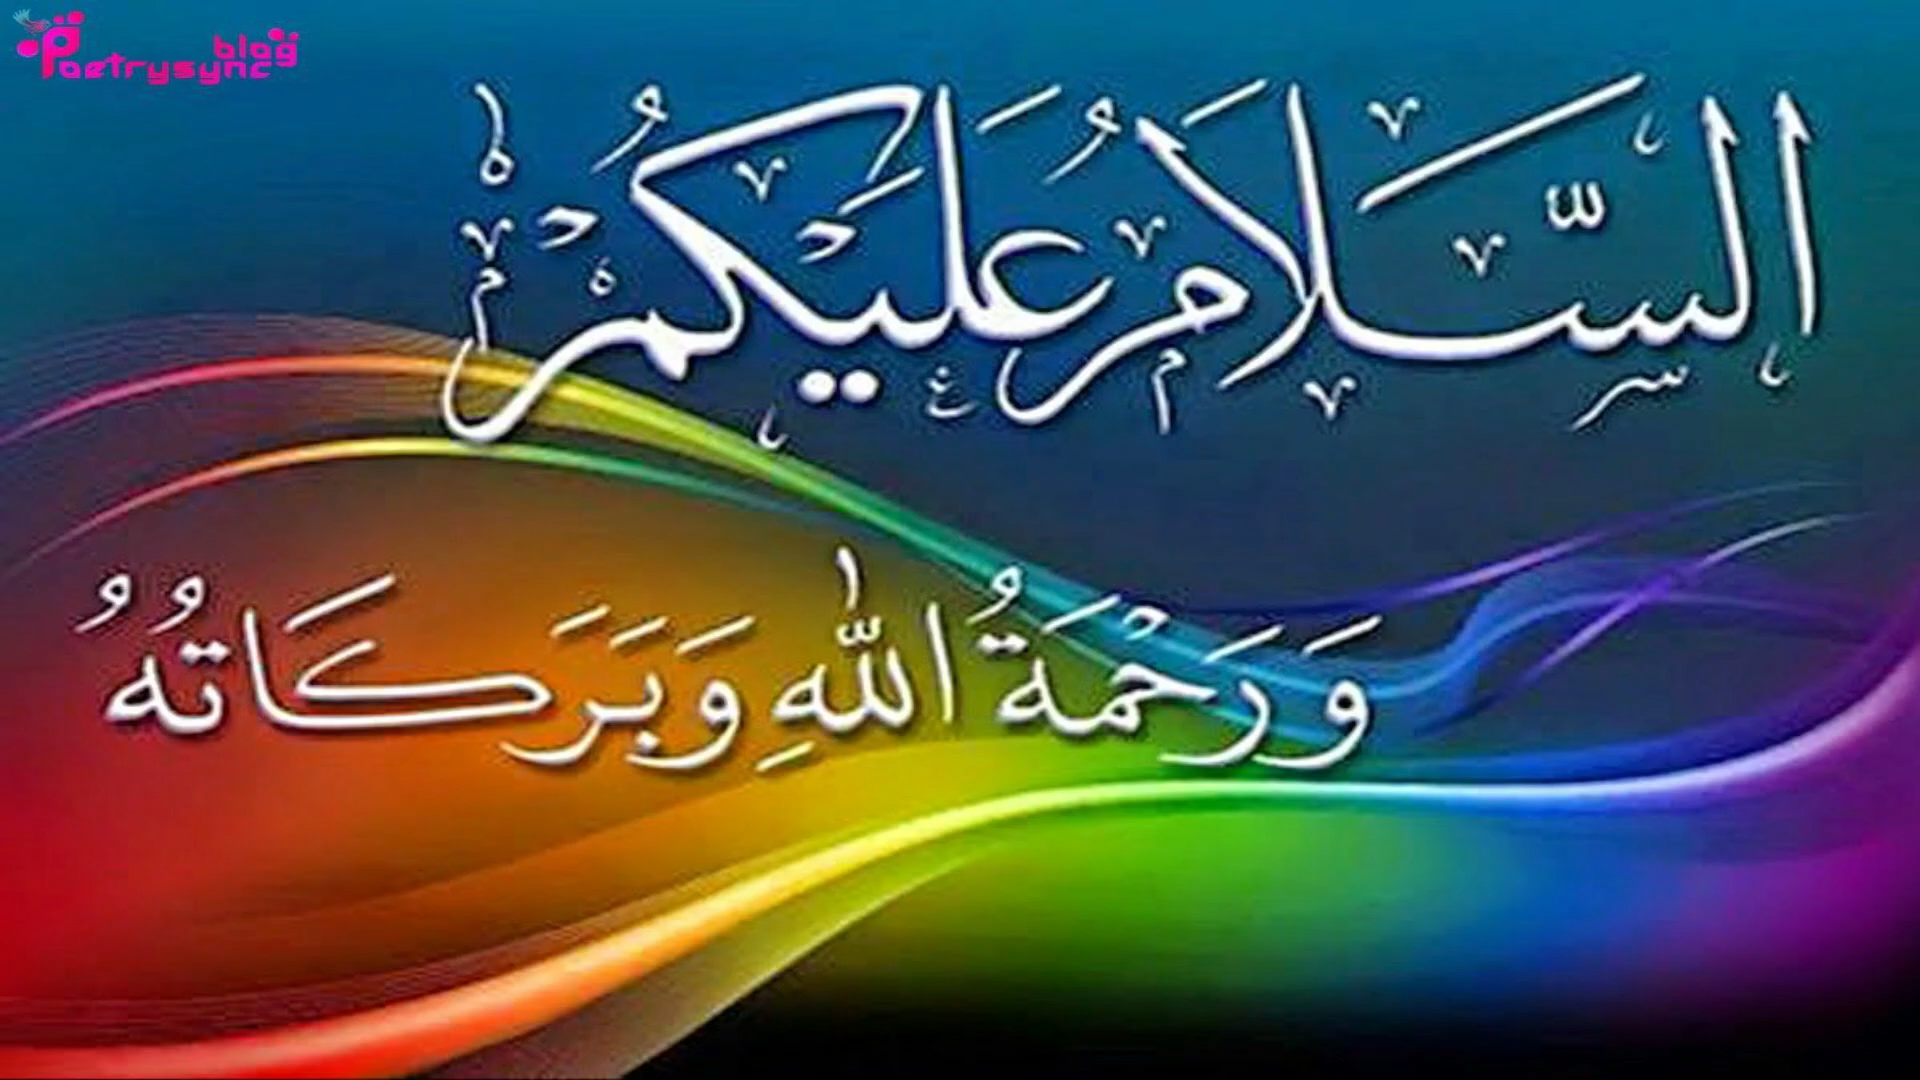 Poetrysync blog
السَّلَامُ عَلَيْكُمْ
وَرَحْمَةُ اللّٰهِ وَبَرَكَاتُهُ